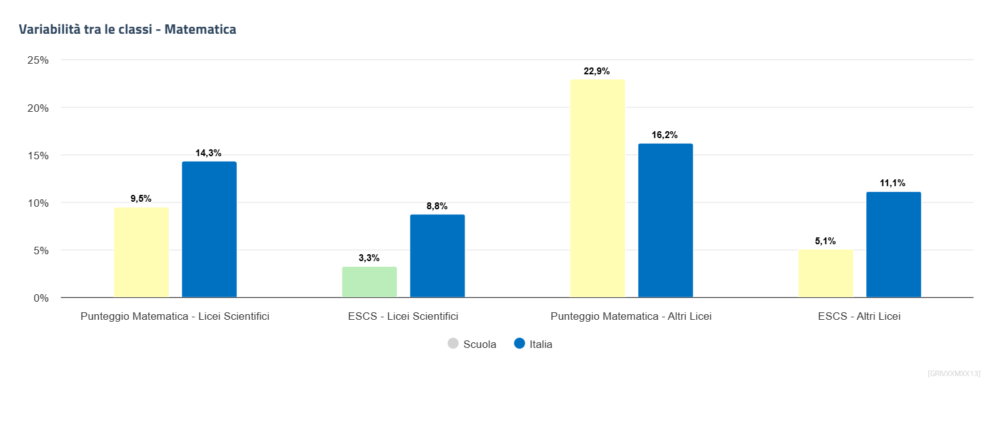 Variabilità tra le classi - Matematica
25%
22,9%
20%
16,2%
15%
14,3%
11,1%
10%
9,5%
8,8%
5%
5,1%
3,3%
0%
Punteggio Matematica - Licei Scientifici
ESCS - Licei Scientifici
Punteggio Matematica - Altri Licei
ESCS - Altri Licei
Scuola
Italia
[GRIVXXMXX13]